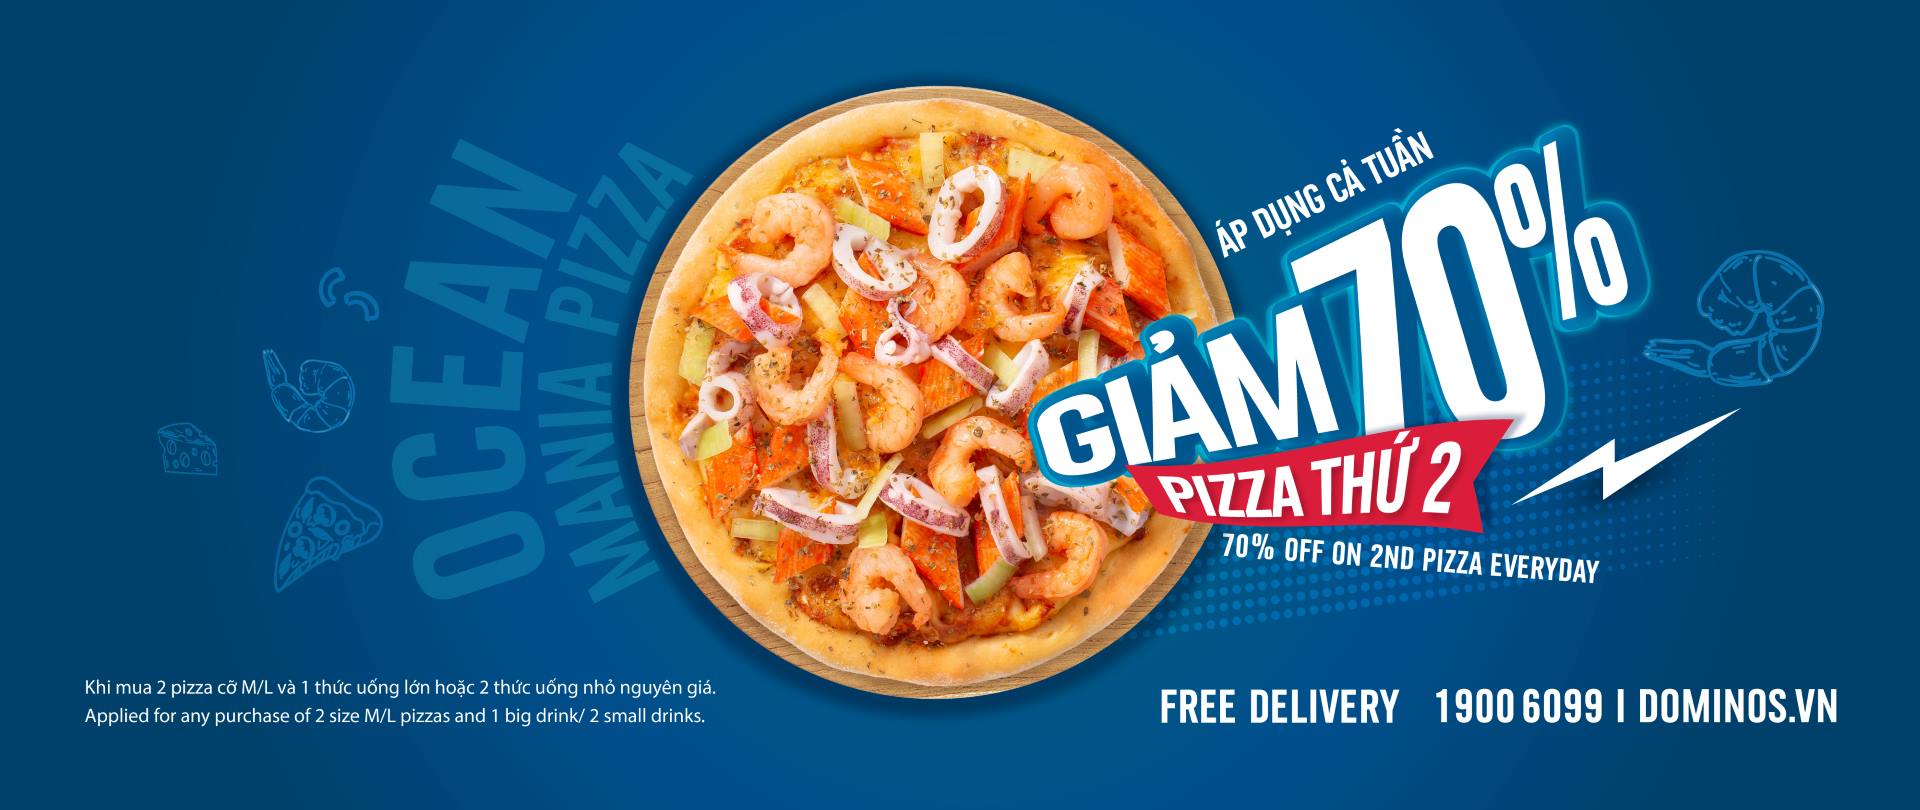 OCEAN
MANIA PIZZA
ÁP DỤNG CẢ TUẦN
GIẢM 70%
PIZZA THỨ 2
70% OFF ON 2ND PIZZA EVERYDAY
Khi mua 2 pizza cỡ M/L và 1 thức uống lớn hoặc 2 thức uống nhỏ nguyên giá.
Applied for any purchase of 2 size M/L pizzas and 1 big drink/ 2 small drinks.
FREE DELIVERY 1900 6099 | DOMINOS.VN